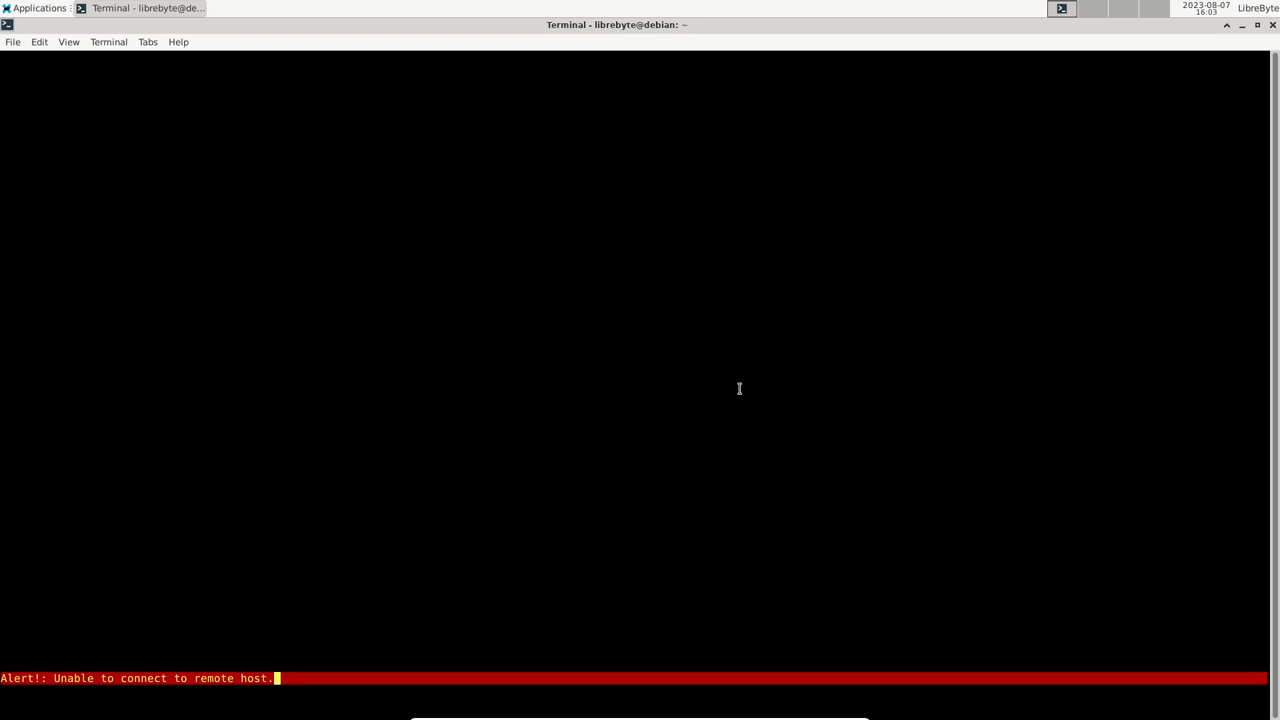 Applications Terminal - librebyte@de... 2023-08-07 LibreByte
16:03
Terminal - librebyte@debian: ~
File Edit View Terminal Tabs Help
Alert!: Unable to connect to remote host.